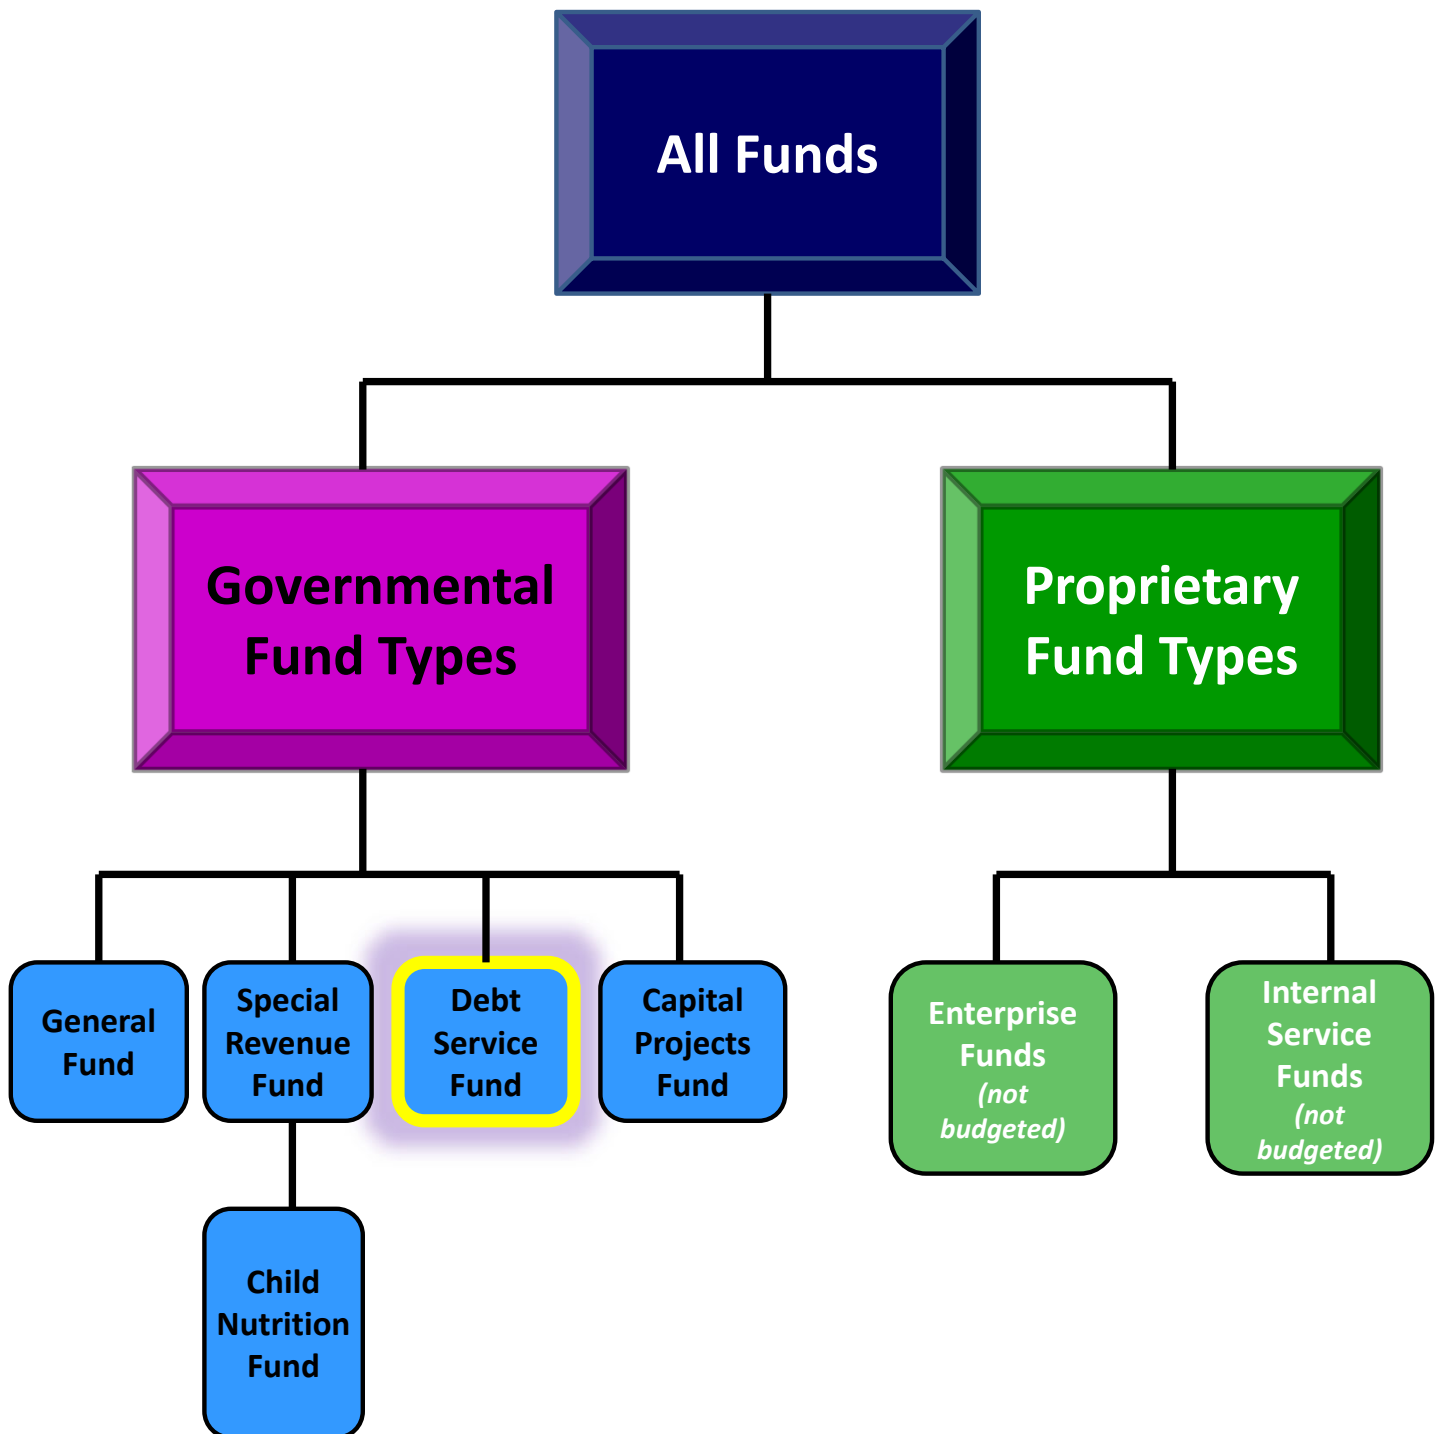 All Funds
Governmental
Fund Types
Proprietary
Fund Types
General
Fund
Special
Revenue
Fund
Debt
Service
Fund
Capital
Projects
Fund
Enterprise
Funds
(not
budgeted)
Internal
Service
Funds
(not
budgeted)
Child
Nutrition
Fund